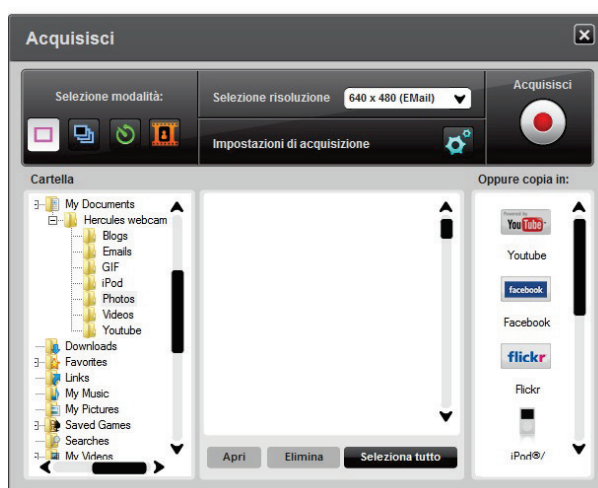 Acquisisci
Selezione modalità:
Selezione risoluzione
640 x 480 (EMail)
Acquisisci
Impostazioni di acquisizione
Cartella
Oppure copia in:
My Documents
Hercules webcam
Blogs
Emails
GIF
iPod
Photos
Videos
Youtube
Downloads
Favorites
Links
My Music
My Pictures
Saved Games
Searches
My Videos
Powered by
YouTube
Youtube
facebook
Facebook
flickr
Flickr
iPod®/
Apri
Elimina
Seleziona tutto